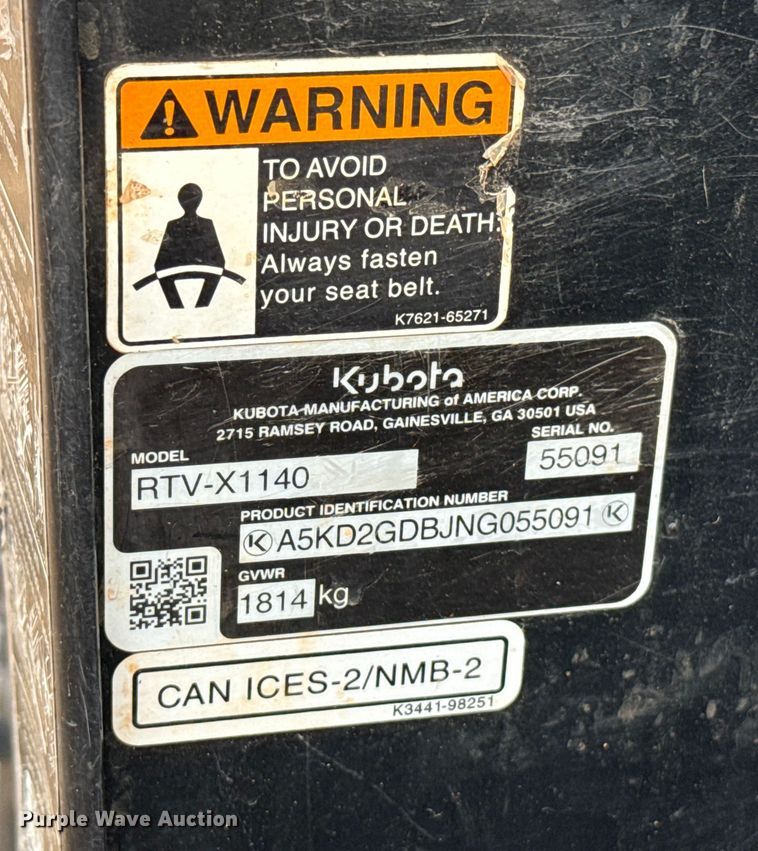 WARNING
TO AVOID
PERSONAL
INJURY OR DEATH:
Always fasten
your seat belt.
K7621-65271
Kubota
KUBOTA MANUFACTURING of AMERICA CORP.
2715 RAMSEY ROAD, GAINESVILLE, GA 30501 USA
MODEL
SERIAL NO.
RTV-X1140
55091
PRODUCT IDENTIFICATION NUMBER
K A5KD2GDBJNG055091 K
GVWR
1814 kg
CAN ICES-2/NMB-2
K3441-98251
Purple Wave Auction